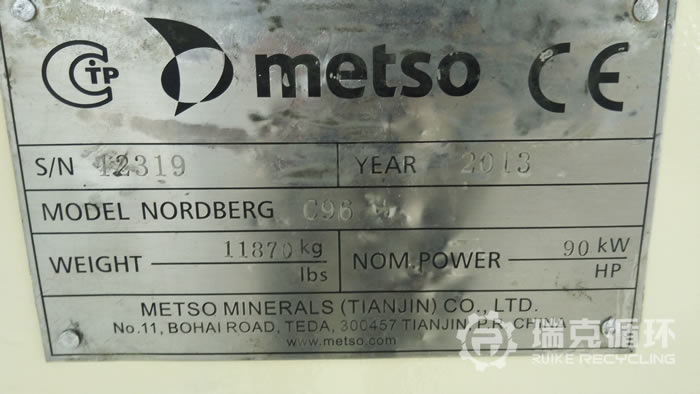 CTP metso CE
S/N 12319 YEAR 2013
MODEL NORDBERG C96
WEIGHT 11870 kg
lbs
NOM.POWER 90 kW
HP
METSO MINERALS (TIANJIN) CO., LTD.
No.11, BOHAI ROAD, TEDA, 300457 TIANJIN, P.R. CHINA
www.metso.com
瑞克循环
RUIKE RECYCLING